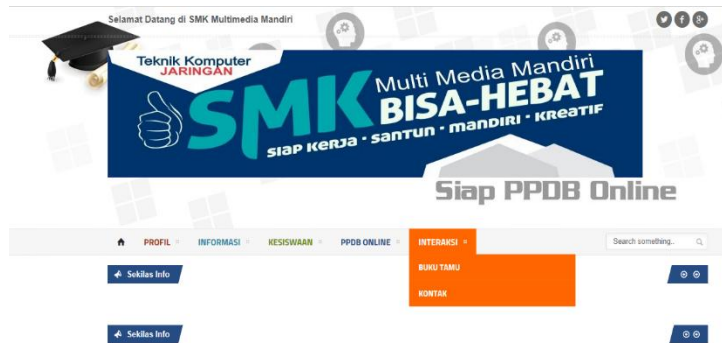 Selamat Datang di SMK Multimedia Mandiri
Teknik Komputer
JARINGAN
SMK
Multi Media Mandiri
BISA-HEBAT
SIAP KERJA - SANTUN - MANDIRI - KREATIF
Siap PPDB Online
PROFIL INFORMASI KESISWAAN PPDB ONLINE INTERAKSI Search something..
BUKU TAMU
KONTAK
Sekilas Info
Sekilas Info